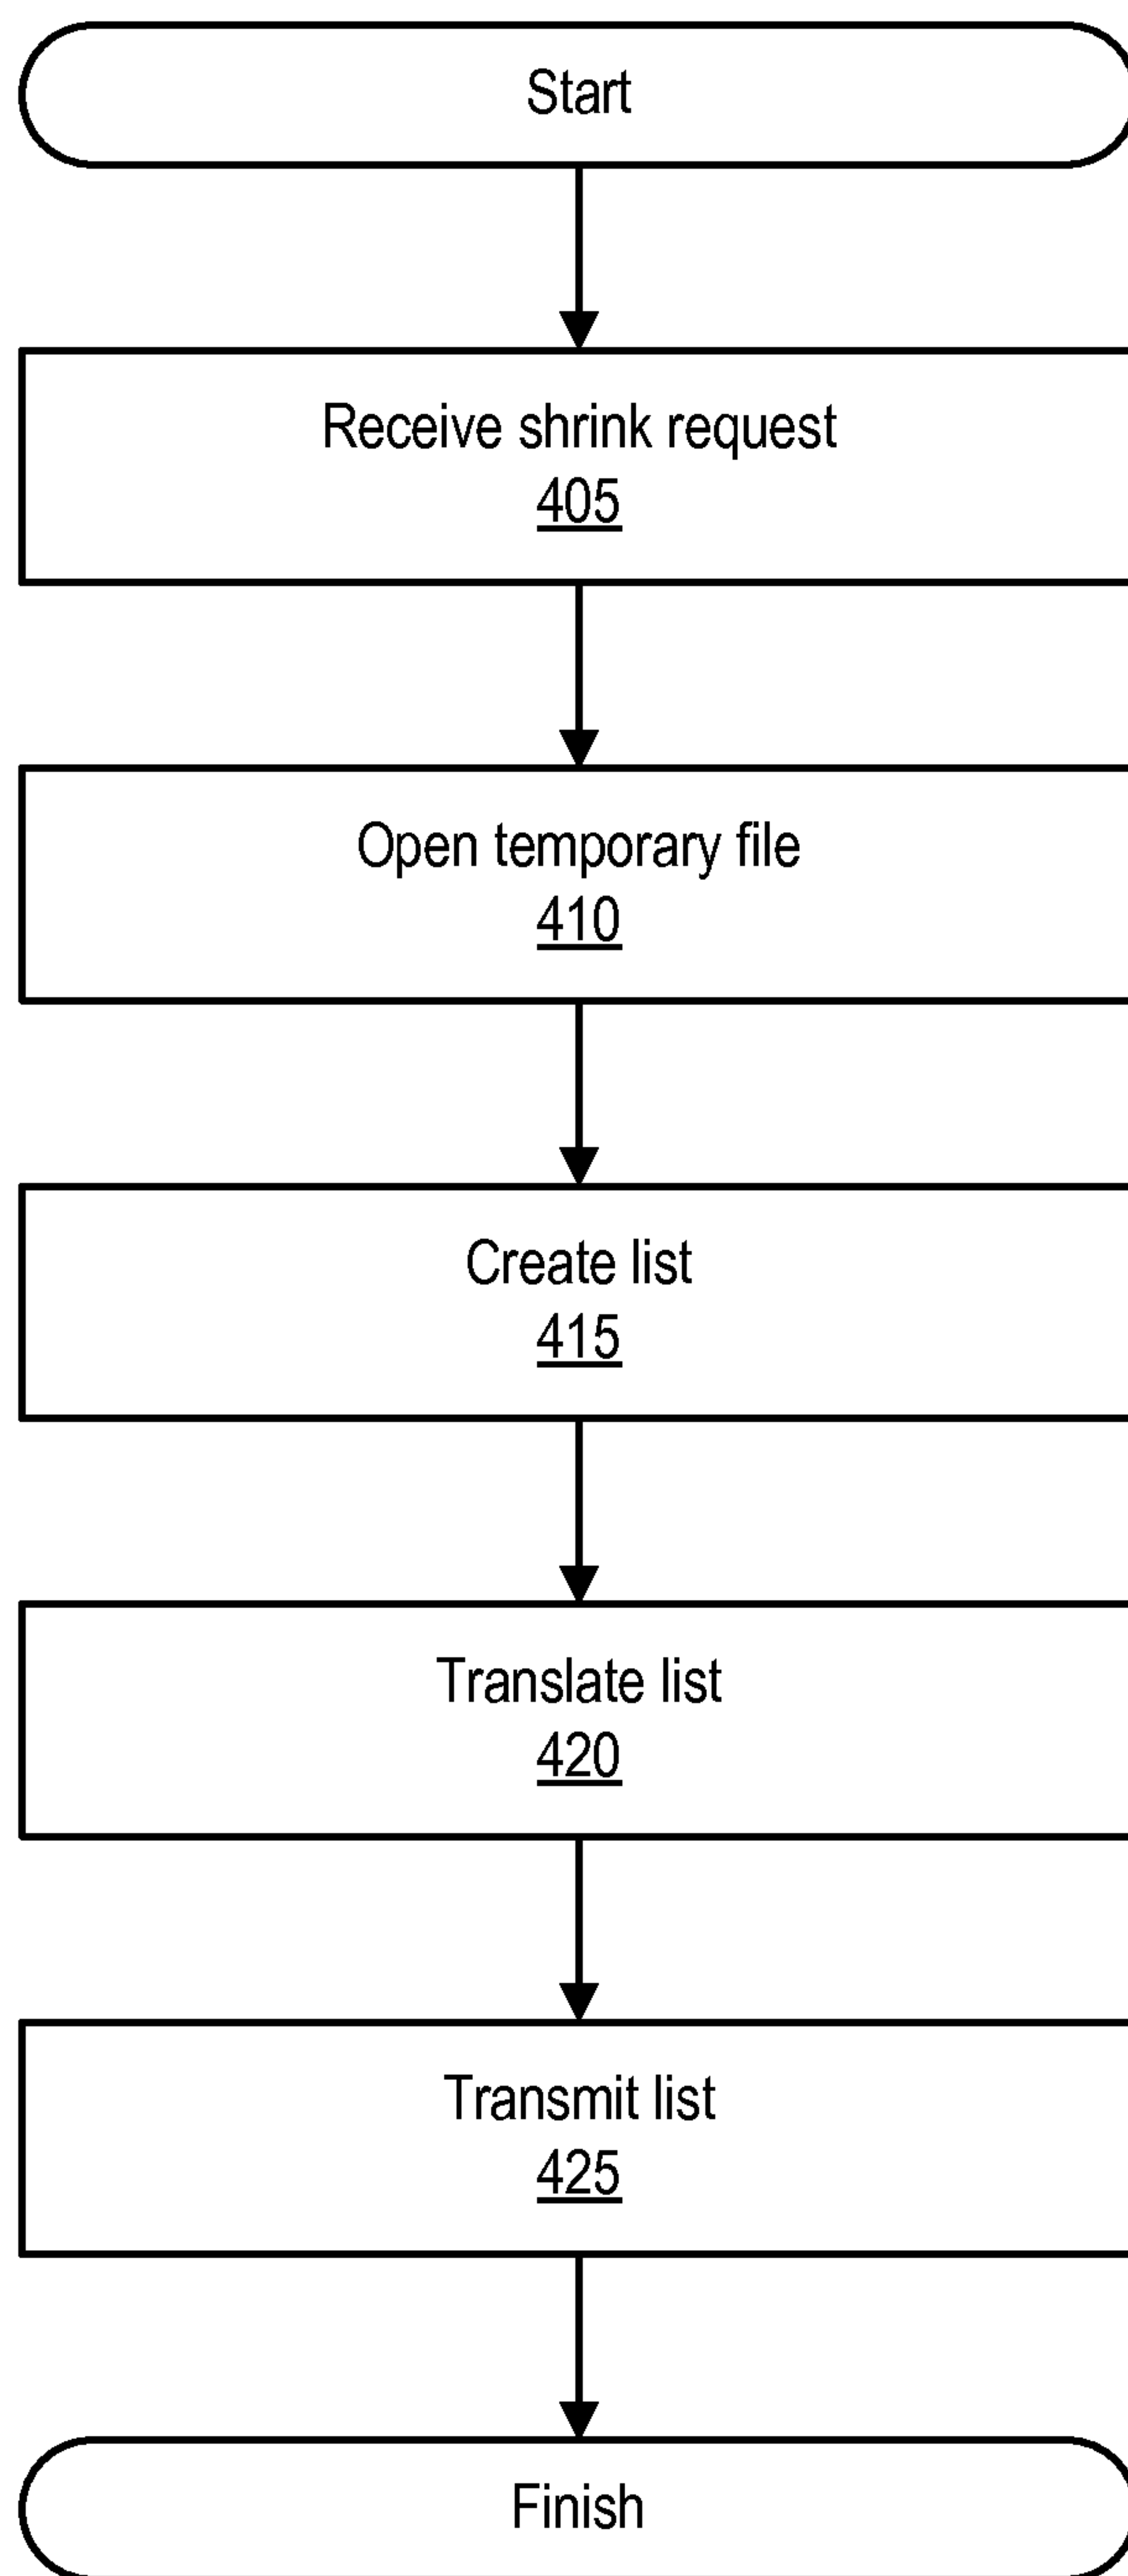 Start
Receive shrink request
405
Open temporary file
410
Create list
415
Translate list
420
Transmit list
425
Finish